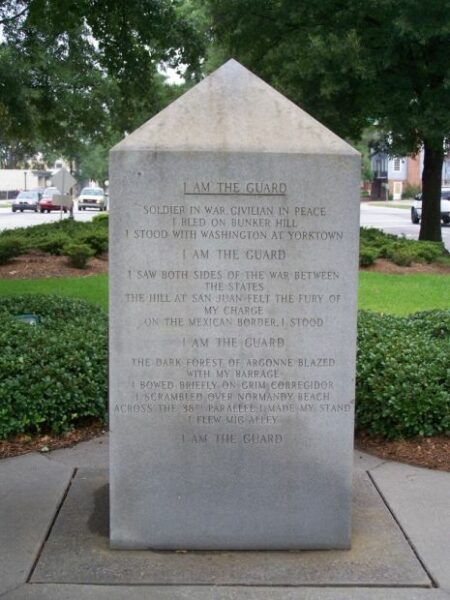 I AM THE GUARD
SOLDIER IN WAR, CIVILIAN IN PEACE
I BLED ON BUNKER HILL
I STOOD WITH WASHINGTON AT YORKTOWN
I AM THE GUARD
I SAW BOTH SIDES OF THE WAR BETWEEN
THE STATES
THE HILL AT SAN JUAN FELT THE FURY OF
MY CHARGE
ON THE MEXICAN BORDER, I STOOD
I AM THE GUARD
THE DARK FOREST OF ARGONNE BLAZED
WITH MY BARRAGE
I BOWED BRIEFLY ON GRIM CORREGIDOR
I SCRAMBLED OVER NORMANDY BEACH
ACROSS THE "38TH" PARALLEL I MADE MY STAND
I FLEW MIG ALLEY
I AM THE GUARD